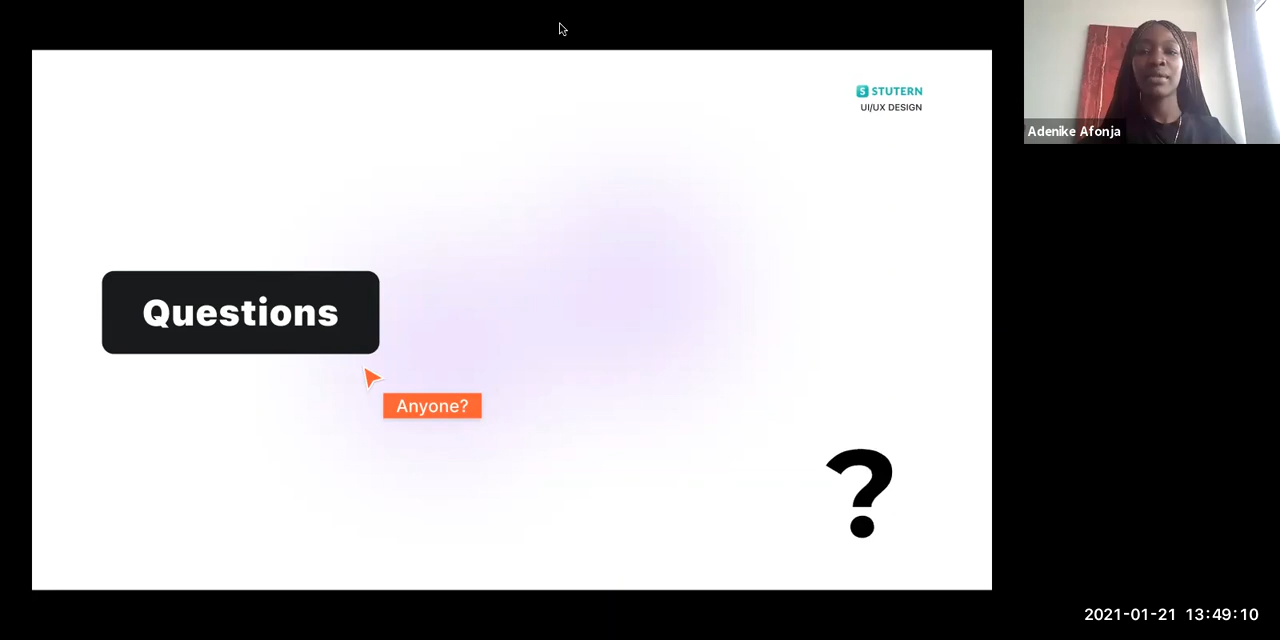 STUTERN
UI/UX DESIGN
Adenike Afonja
Questions
Anyone?
?
2021-01-21 13:49:10